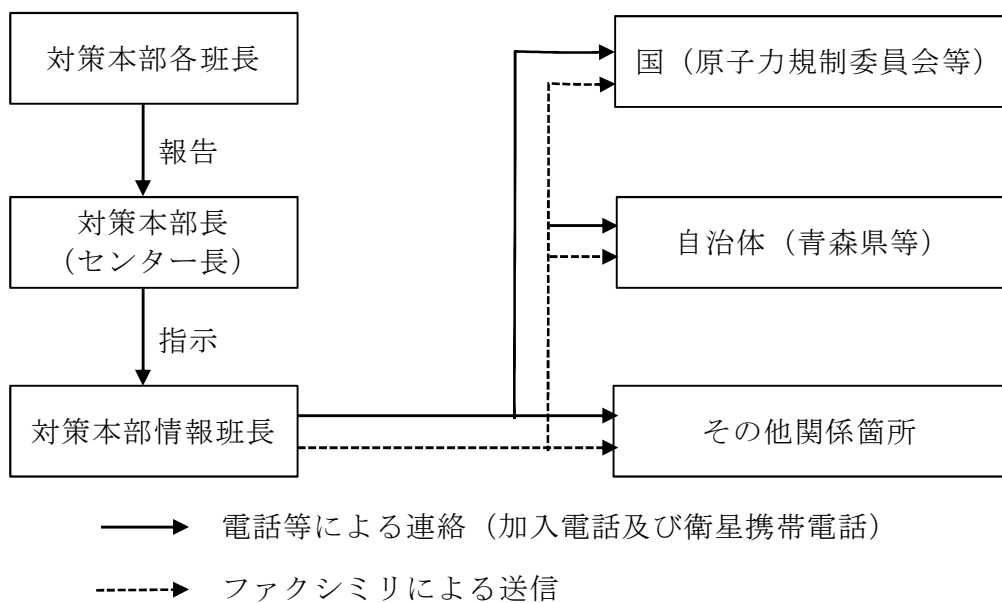 対策本部各班長
報告
対策本部長
（センター長）
指示
対策本部情報班長
国（原子力規制委員会等）
自治体（青森県等）
その他関係箇所
電話等による連絡（加入電話及び衛星携帯電話）
ファクシミリによる送信